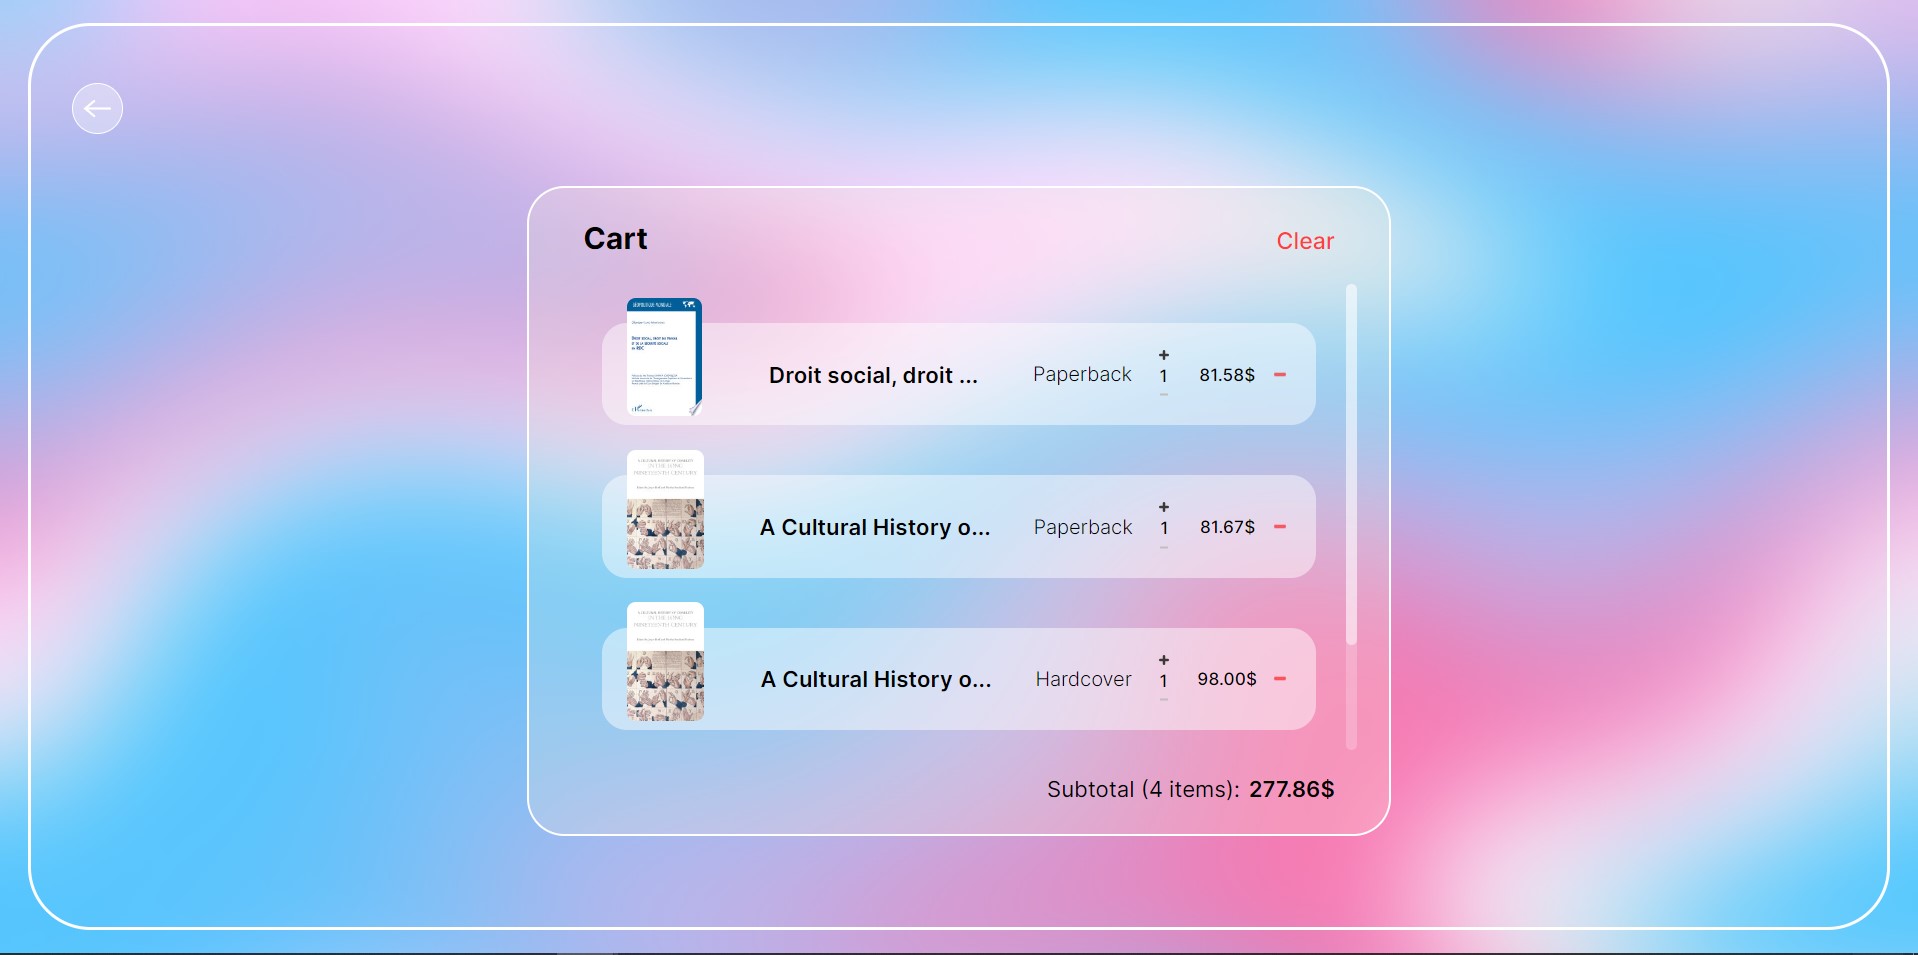 Cart
Clear
Droit social, droit ...
Paperback
+
1
-
81.58$
-
A Cultural History o...
Paperback
+
1
-
81.67$
-
A Cultural History o...
Hardcover
+
1
-
98.00$
-
Subtotal (4 items): 277.86$